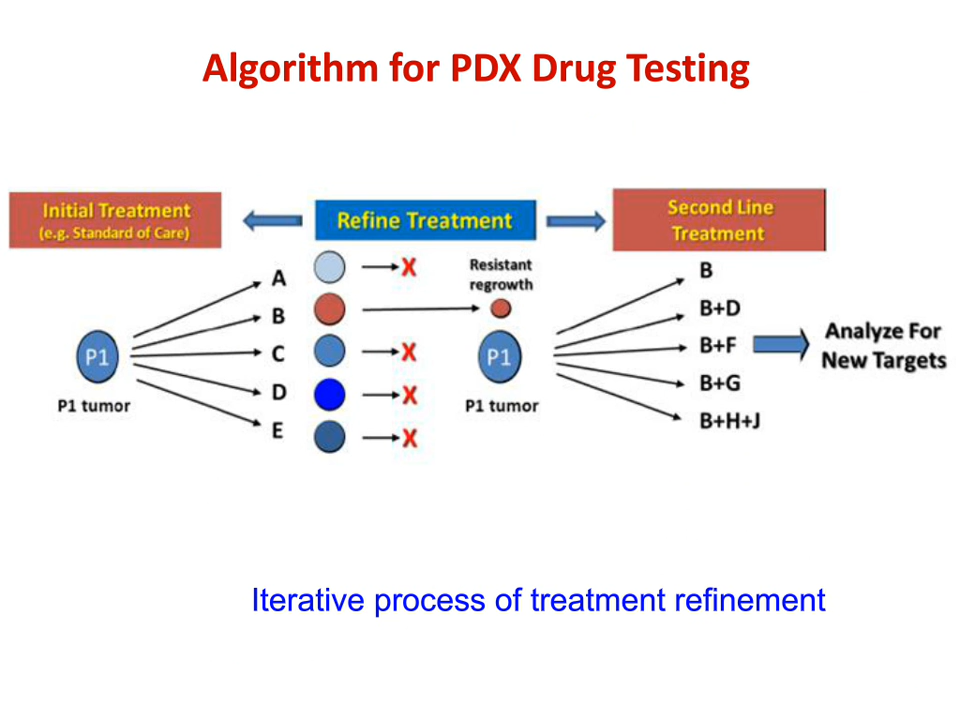 Algorithm for PDX Drug Testing
Initial Treatment
(e.g. Standard of Care)
Refine Treatment
Second Line
Treatment
A
B
C
D
E
P1
P1 tumor
X
X
X
X
Resistant
regrowth
P1
P1 tumor
B
B+D
B+F
B+G
B+H+J
Analyze For
New Targets
Iterative process of treatment refinement